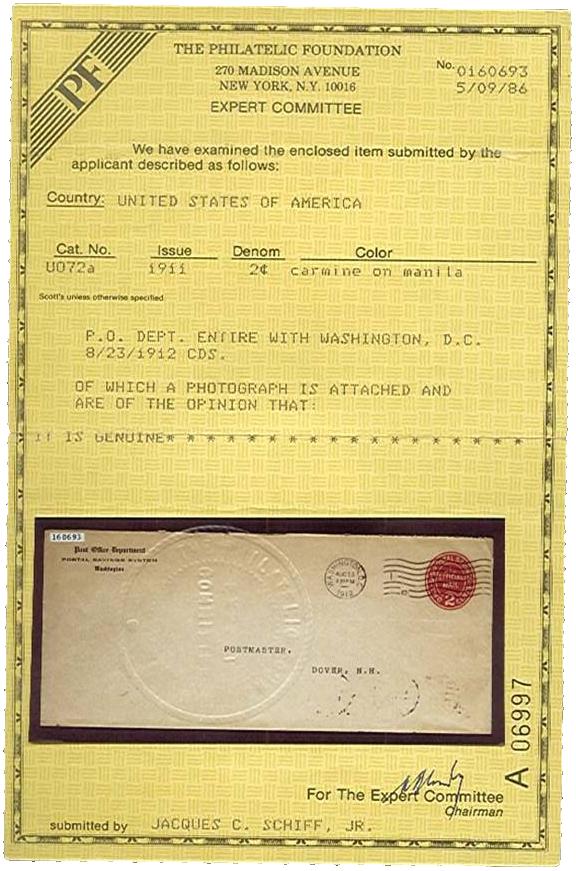 PF
THE PHILATELIC FOUNDATION
270 MADISON AVENUE
NEW YORK, N.Y. 10016
EXPERT COMMITTEE
No. 0160693
5/09/86
We have examined the enclosed item submitted by the
applicant described as follows:
Country: UNITED STATES OF AMERICA
Cat. No. Issue Denom Color
UO72a 1911 2¢ carmine on manila
Scott's unless otherwise specified
P.O. DEPT. ENTIRE WITH WASHINGTON, D.C.
8/23/1912 CDS.
OF WHICH A PHOTOGRAPH IS ATTACHED AND
ARE OF THE OPINION THAT:
IT IS GENUINE* * * * * * * * * * * * * * * * * *
160693
Post Office Department
POSTAL SAVINGS SYSTEM
Washington
WASHINGTON, D.C.
AUG 23
1912
2
POSTMASTER,
DOVER, N.H.
A 06997
For The Expert Committee
Chairman
submitted by JACQUES C. SCHIFF, JR.